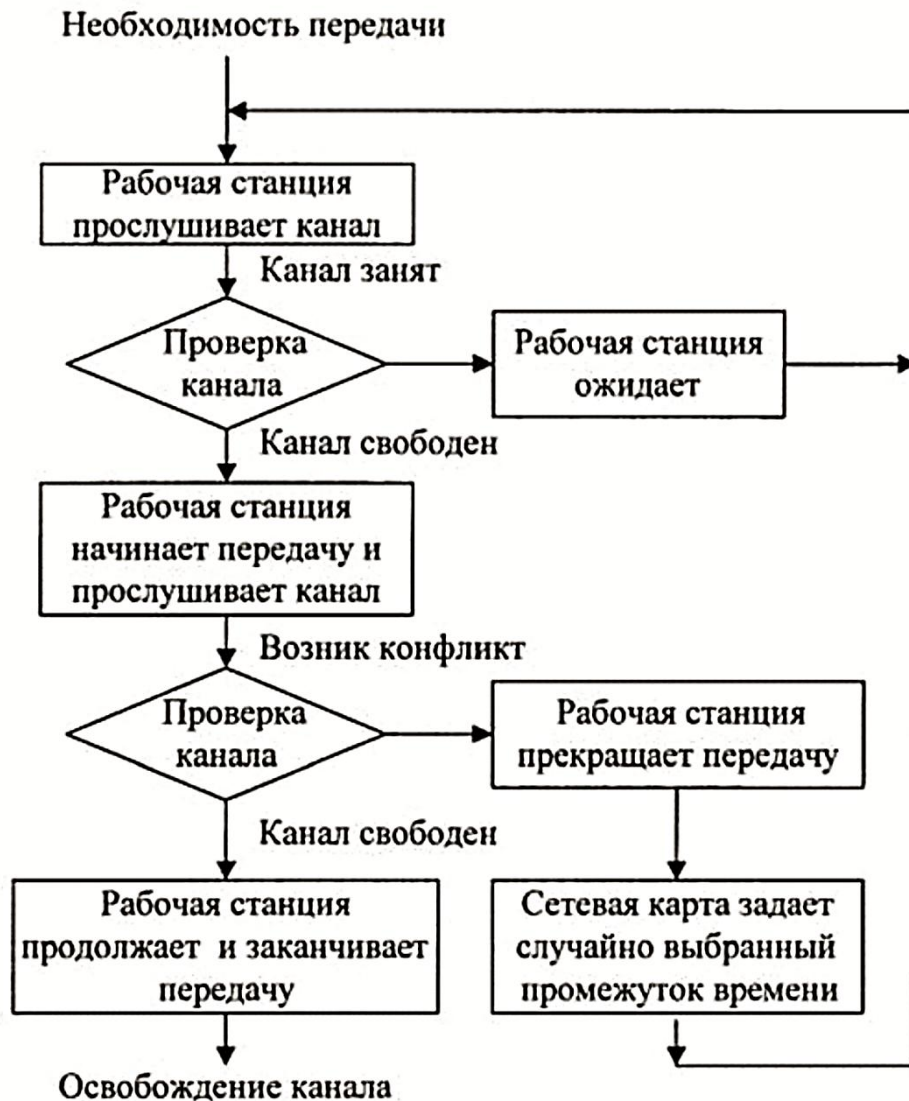 Необходимость передачи
Рабочая станция
прослушивает канал
Канал занят
Проверка
канала
Рабочая станция
ожидает
Канал свободен
Рабочая станция
начинает передачу и
прослушивает канал
Возник конфликт
Проверка
канала
Рабочая станция
прекращает передачу
Канал свободен
Рабочая станция
продолжает и заканчивает
передачу
Сетевая карта задает
случайно выбранный
промежуток времени
Освобождение канала